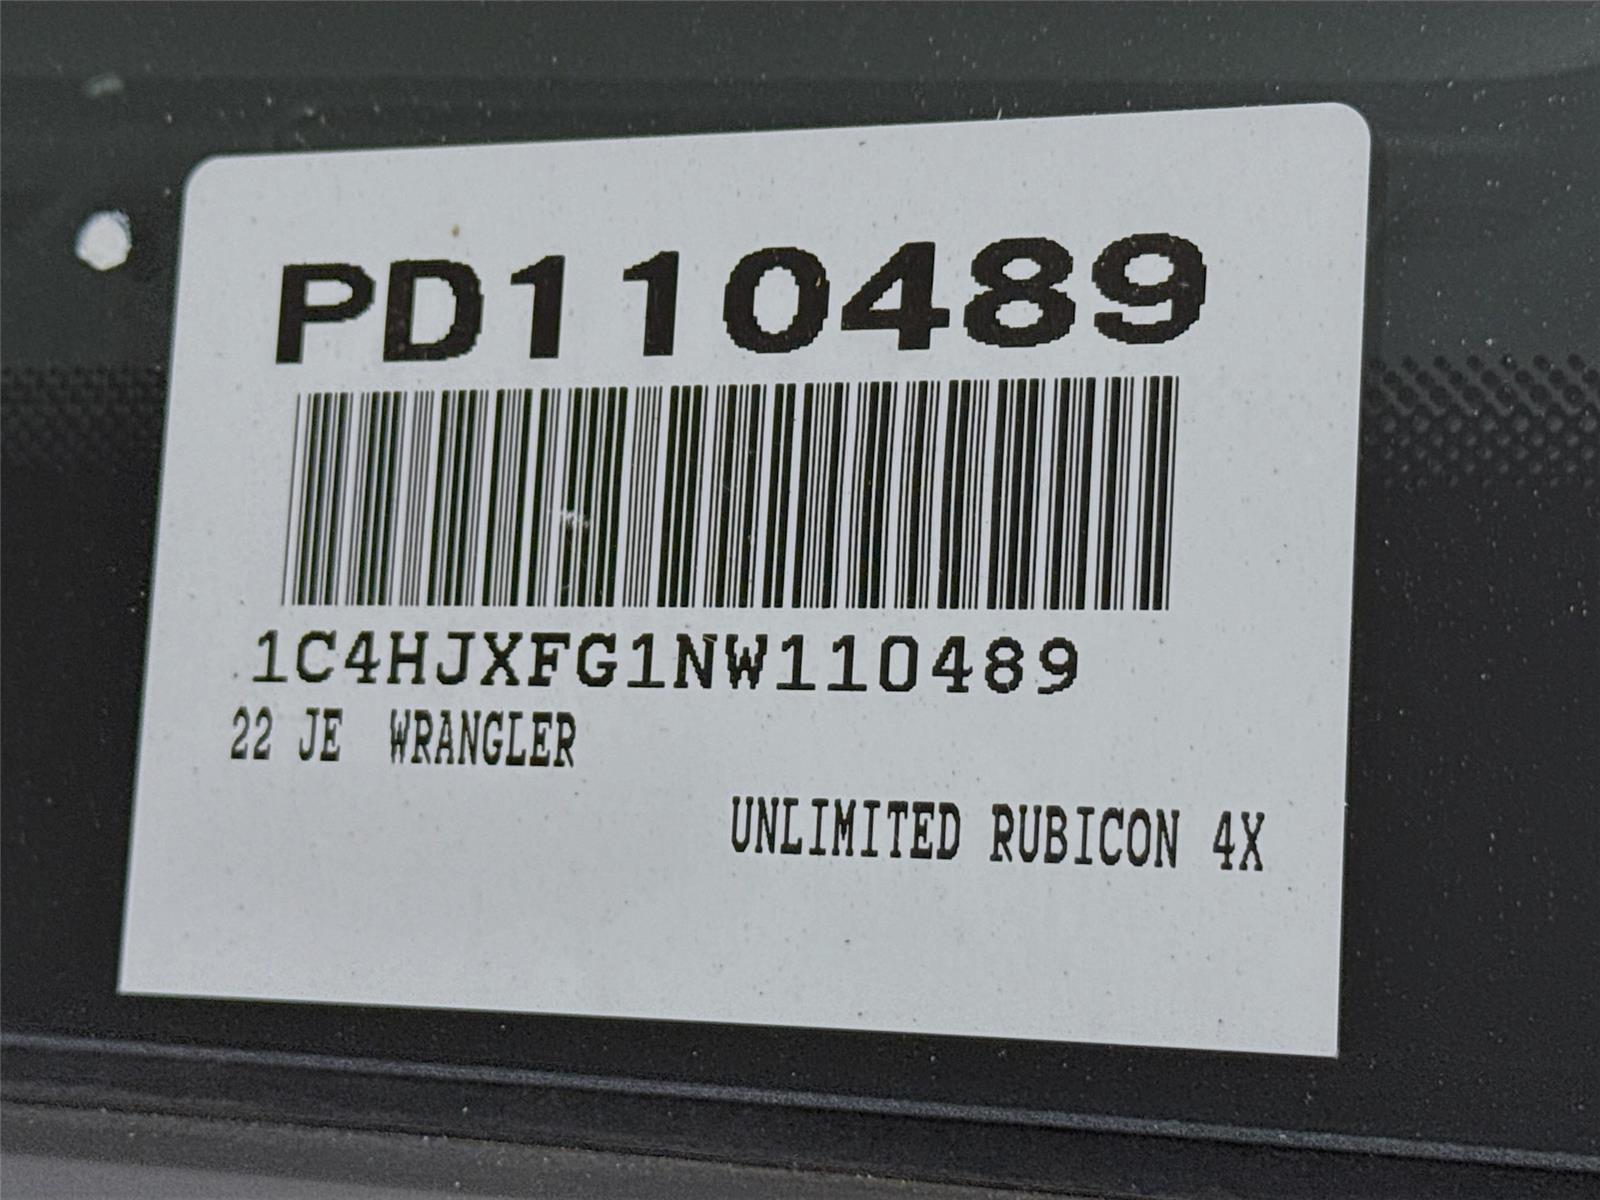 PD110489
1C4HJXFG1NW110489
22 JE WRANGLER
UNLIMITED RUBICON 4X